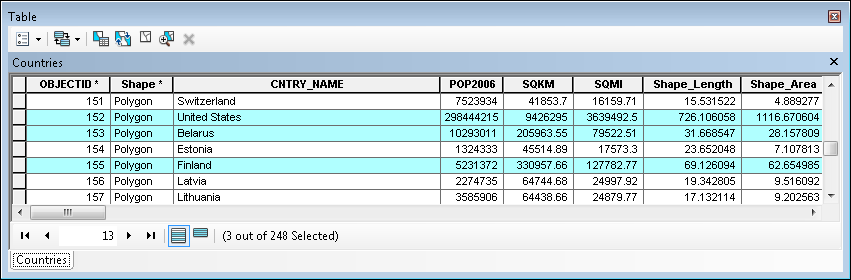 Table
Countries
OBJECTID * Shape * CNTRY_NAME POP2006 SQKM SQMI Shape_Length Shape_Area
151 Polygon Switzerland 7523934 41853.7 16159.71 15.531522 4.889277
152 Polygon United States 298444215 9426295 3639492.5 726.106058 1116.670604
153 Polygon Belarus 10293011 205963.55 79522.51 31.668547 28.157809
154 Polygon Estonia 1324333 45514.89 17573.3 23.652048 7.107813
155 Polygon Finland 5231372 330957.66 127782.77 69.126094 62.654985
156 Polygon Latvia 2274735 64744.68 24997.92 19.342805 9.516092
157 Polygon Lithuania 3585906 64438.66 24879.77 17.132114 9.202563
13 (3 out of 248 Selected)
Countries